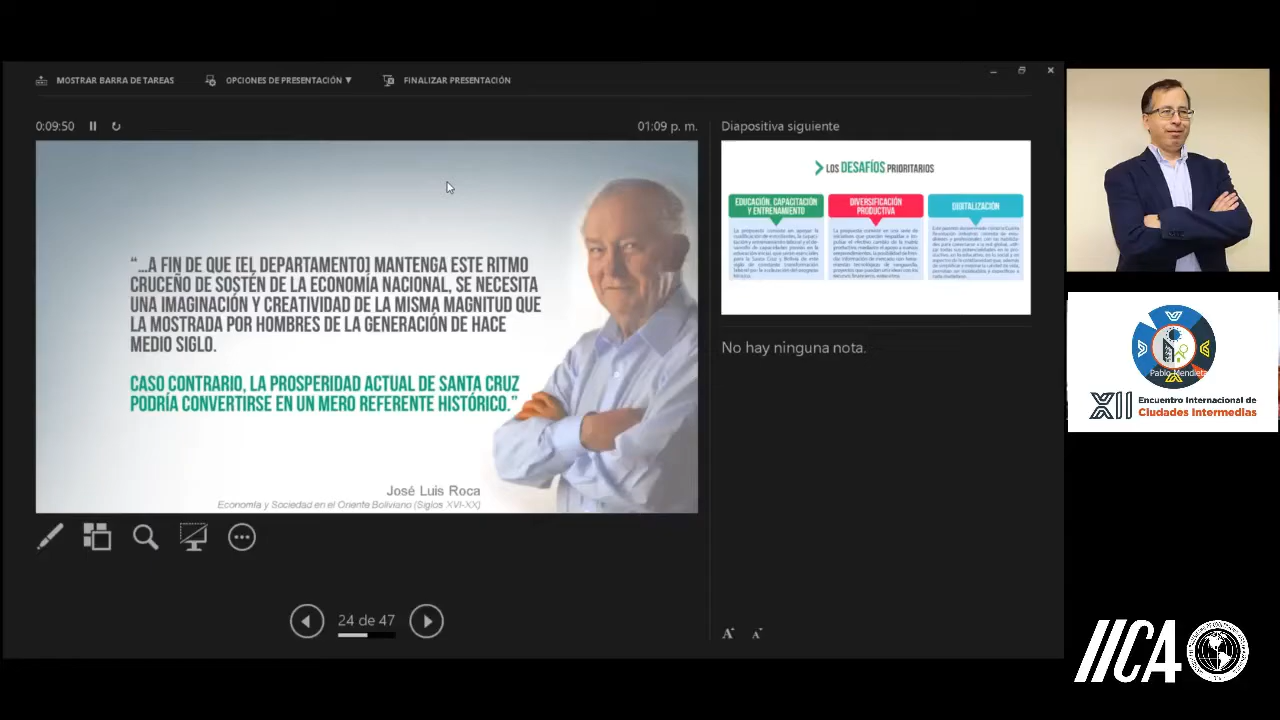 MOSTRAR BARRA DE TAREAS
OPCIONES DE PRESENTACIÓN ▼
FINALIZAR PRESENTACIÓN
0:09:50
01:09 p. m.
Diapositiva siguiente
“...A FIN DE QUE (EL DEPARTAMENTO) MANTENGA ESTE RITMO
CRUCEÑO DE SOSTÉN DE LA ECONOMÍA NACIONAL, SE NECESITA
UNA IMAGINACIÓN Y CREATIVIDAD DE LA MISMA MAGNITUD QUE
LA MOSTRADA POR HOMBRES DE LA GENERACIÓN DE HACE
MEDIO SIGLO.
CASO CONTRARIO, LA PROSPERIDAD ACTUAL DE SANTA CRUZ
PODRÍA CONVERTIRSE EN UN MERO REFERENTE HISTÓRICO.”
José Luis Roca
Economía y Sociedad en el Oriente Boliviano (Siglos XVI-XX)
24 de 47
LOS DESAFÍOS PRIORITARIOS
EDUCACIÓN, CAPACITACIÓN
Y ENTRENAMIENTO
DIVERSIFICACIÓN
PRODUCTIVA
DIGITALIZACIÓN
No hay ninguna nota.
A A
Pablo Mendieta
XII Encuentro Internacional de
Ciudades Intermedias
IICA